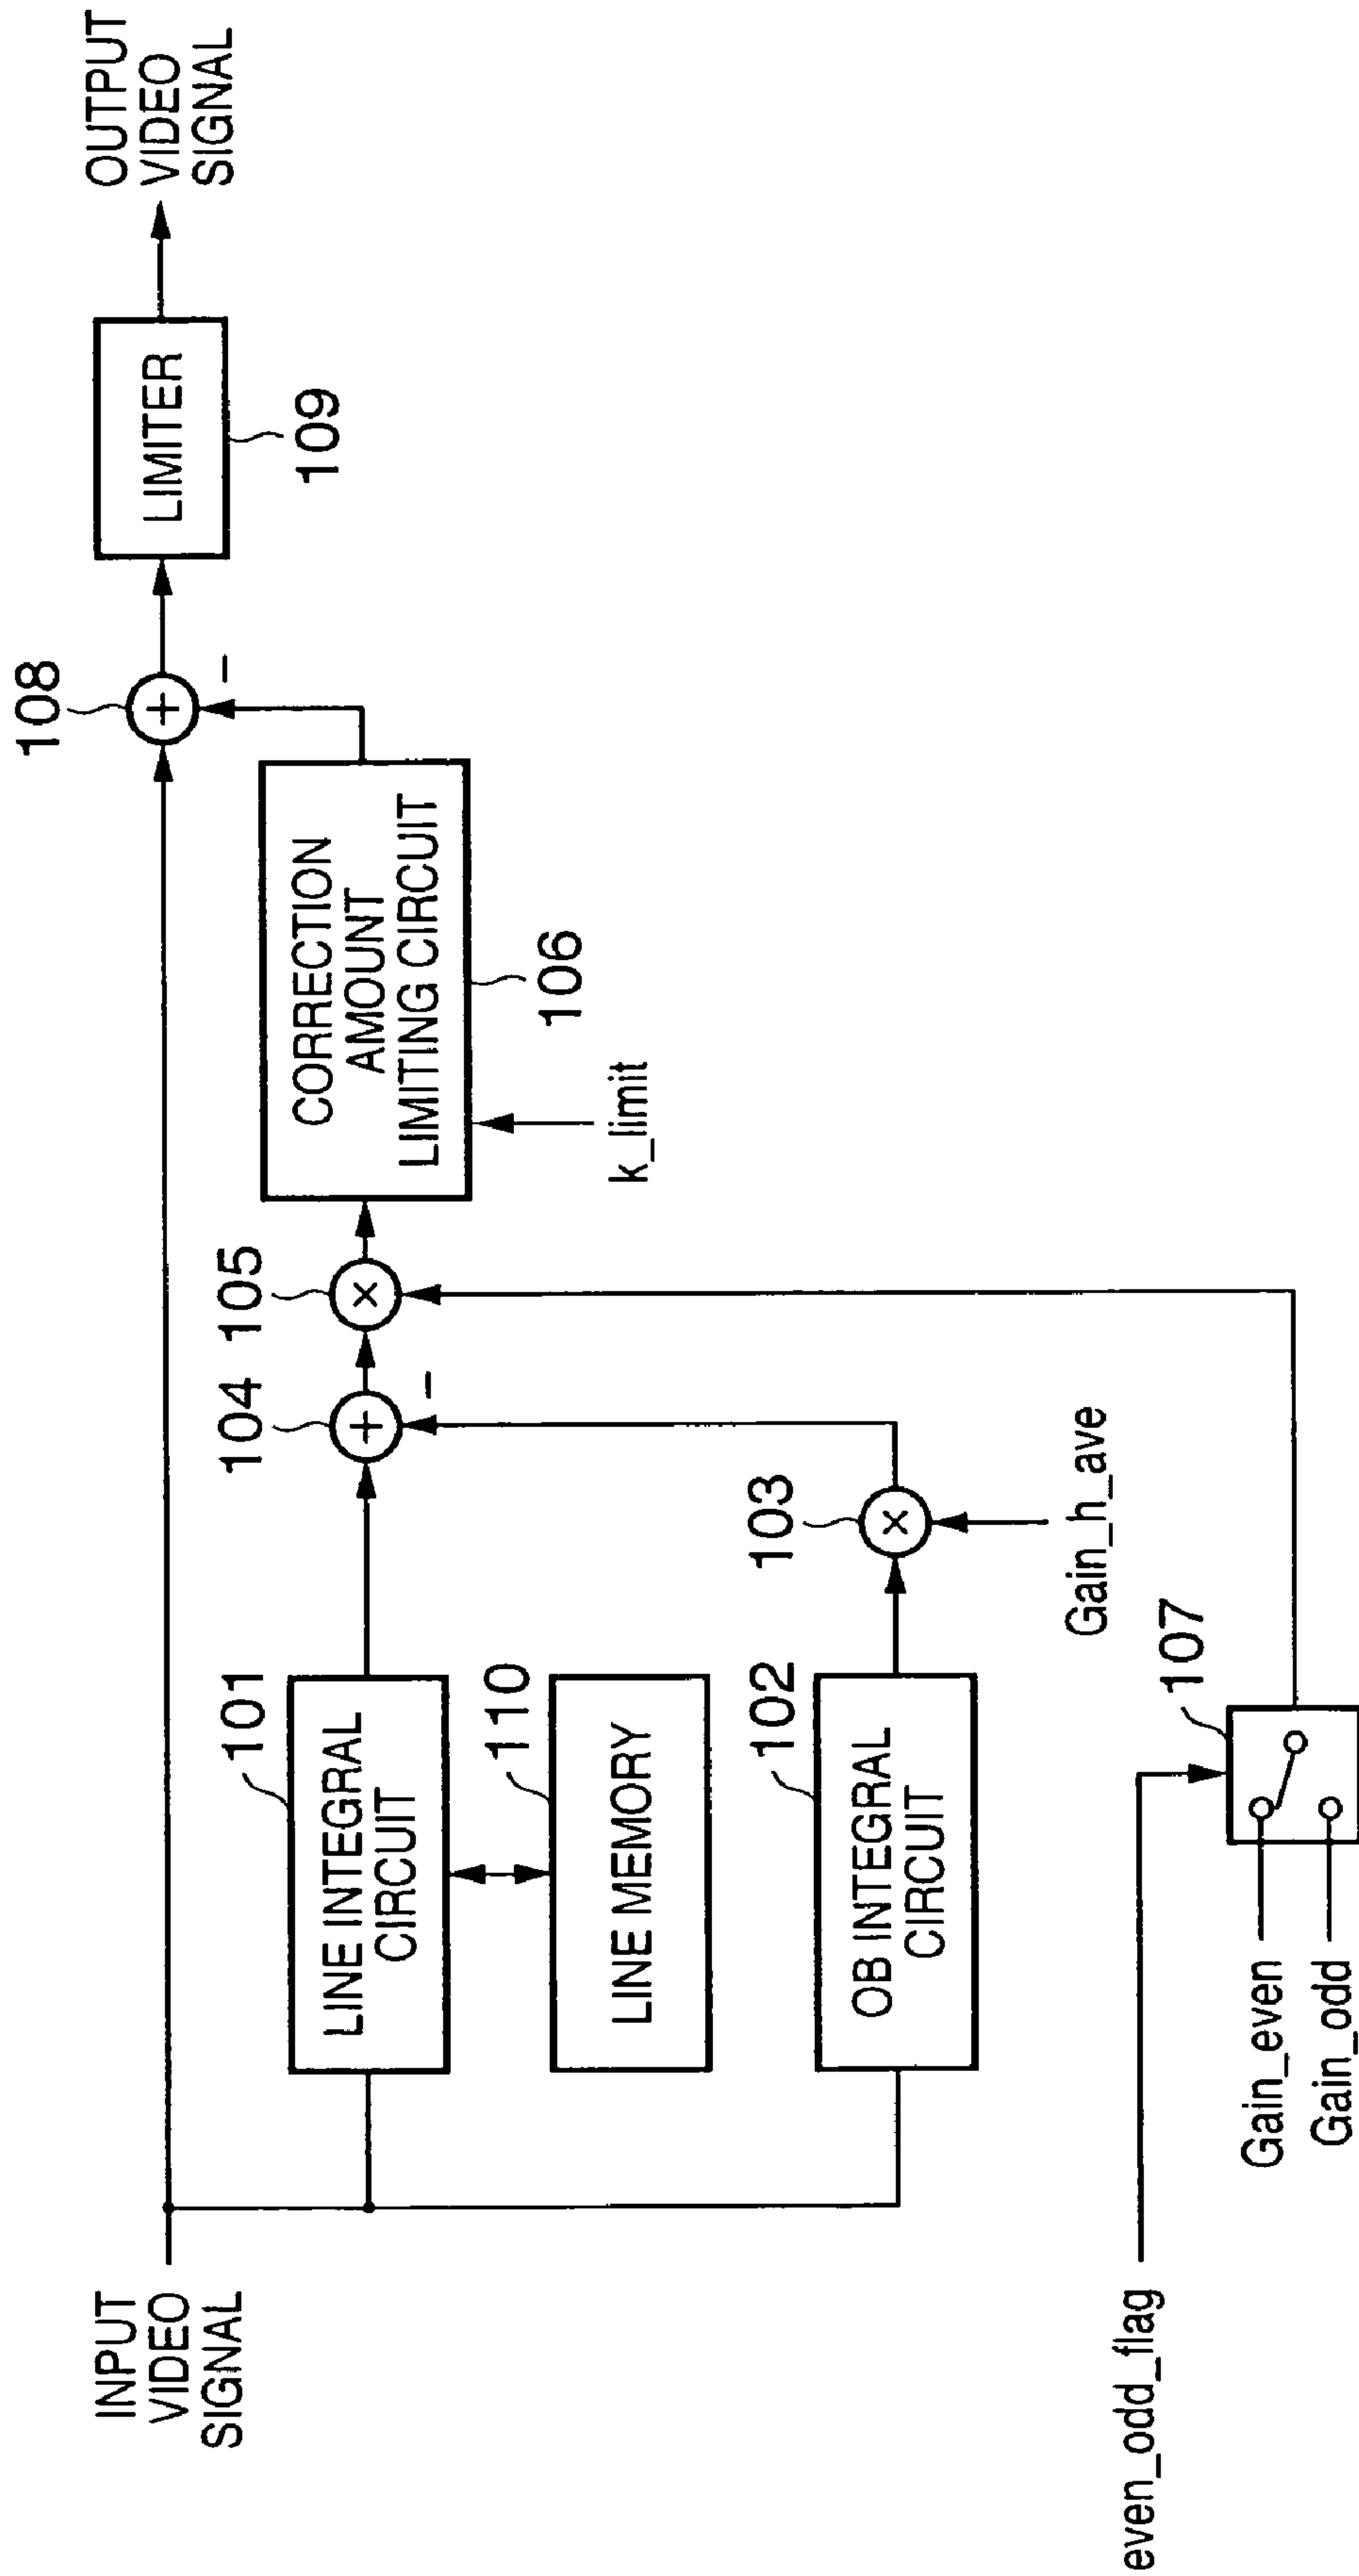 INPUT
VIDEO
SIGNAL
108
LIMITER
109
OUTPUT
VIDEO
SIGNAL
101
LINE INTEGRAL
CIRCUIT
104
+
−
105
×
CORRECTION
AMOUNT
LIMITING CIRCUIT
106
k_limit
+
−
110
LINE MEMORY
102
OB INTEGRAL
CIRCUIT
103
×
Gain_h_ave
even_odd_flag
107
Gain_even
Gain_odd